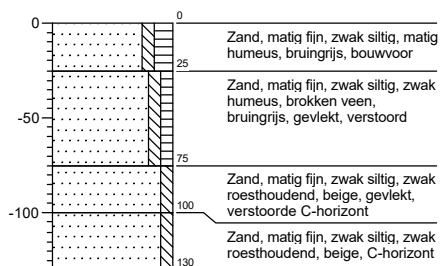 0
0
Zand, matig fijn, zwak siltig, matig
humeus, bruingrijs, bouwvoor
25
Zand, matig fijn, zwak siltig, zwak
humeus, brokken veen,
bruingrijs, gevlekt, verstoord
-50
75
Zand, matig fijn, zwak siltig, zwak
roesthoudend, beige, gevlekt,
verstoorde C-horizont
-100
100
Zand, matig fijn, zwak siltig, zwak
roesthoudend, beige, C-horizont
130